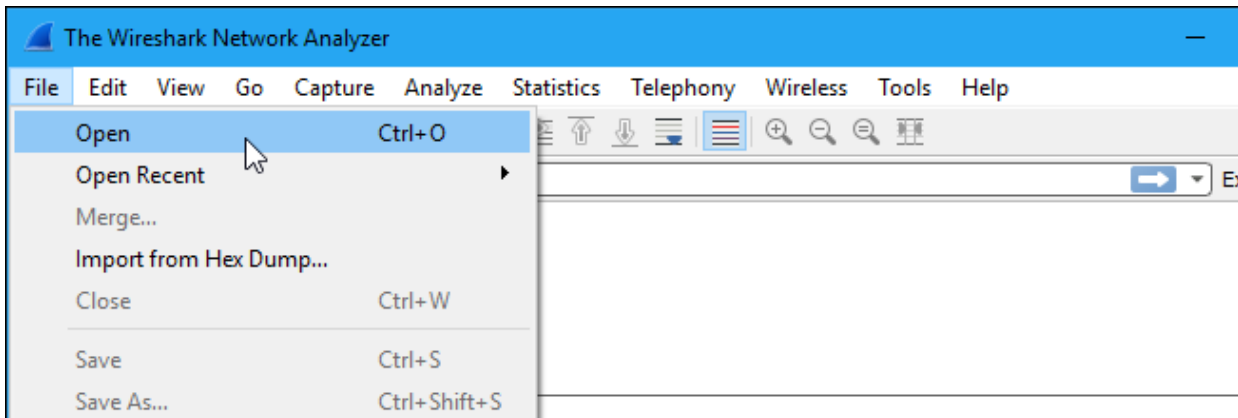 The Wireshark Network Analyzer
File Edit View Go Capture Analyze Statistics Telephony Wireless Tools Help
Open Ctrl+O
Open Recent
Merge...
Import from Hex Dump...
Close Ctrl+W
Save Ctrl+S
Save As... Ctrl+Shift+S